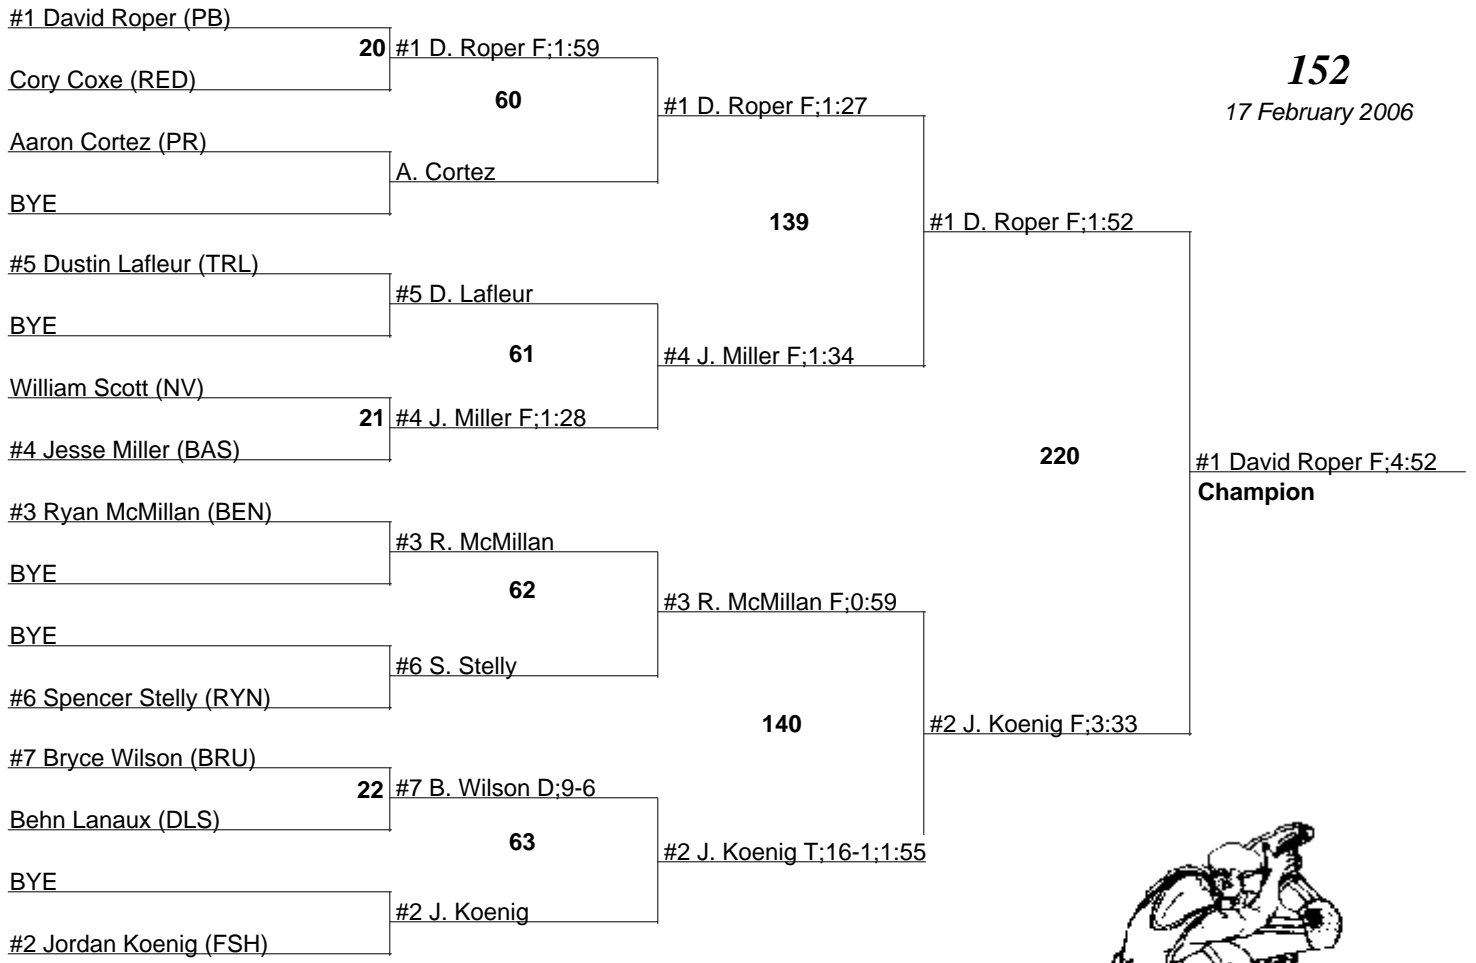 #1 David Roper (PB)
20 #1 D. Roper F;1:59
Cory Coxe (RED)
60
#1 D. Roper F;1:27
Aaron Cortez (PR)
A. Cortez
BYE
139
#1 D. Roper F;1:52
#5 Dustin Lafleur (TRL)
#5 D. Lafleur
BYE
61
#4 J. Miller F;1:34
William Scott (NV)
21 #4 J. Miller F;1:28
#4 Jesse Miller (BAS)
220
#1 David Roper F;4:52
Champion
#3 Ryan McMillan (BEN)
#3 R. McMillan
BYE
62
#3 R. McMillan F;0:59
BYE
#6 S. Stelly
#6 Spencer Stelly (RYN)
140
#2 J. Koenig F;3:33
#7 Bryce Wilson (BRU)
22 #7 B. Wilson D;9-6
Behn Lanaux (DLS)
63
#2 J. Koenig T;16-1;1:55
BYE
#2 J. Koenig
#2 Jordan Koenig (FSH)
152
17 February 2006